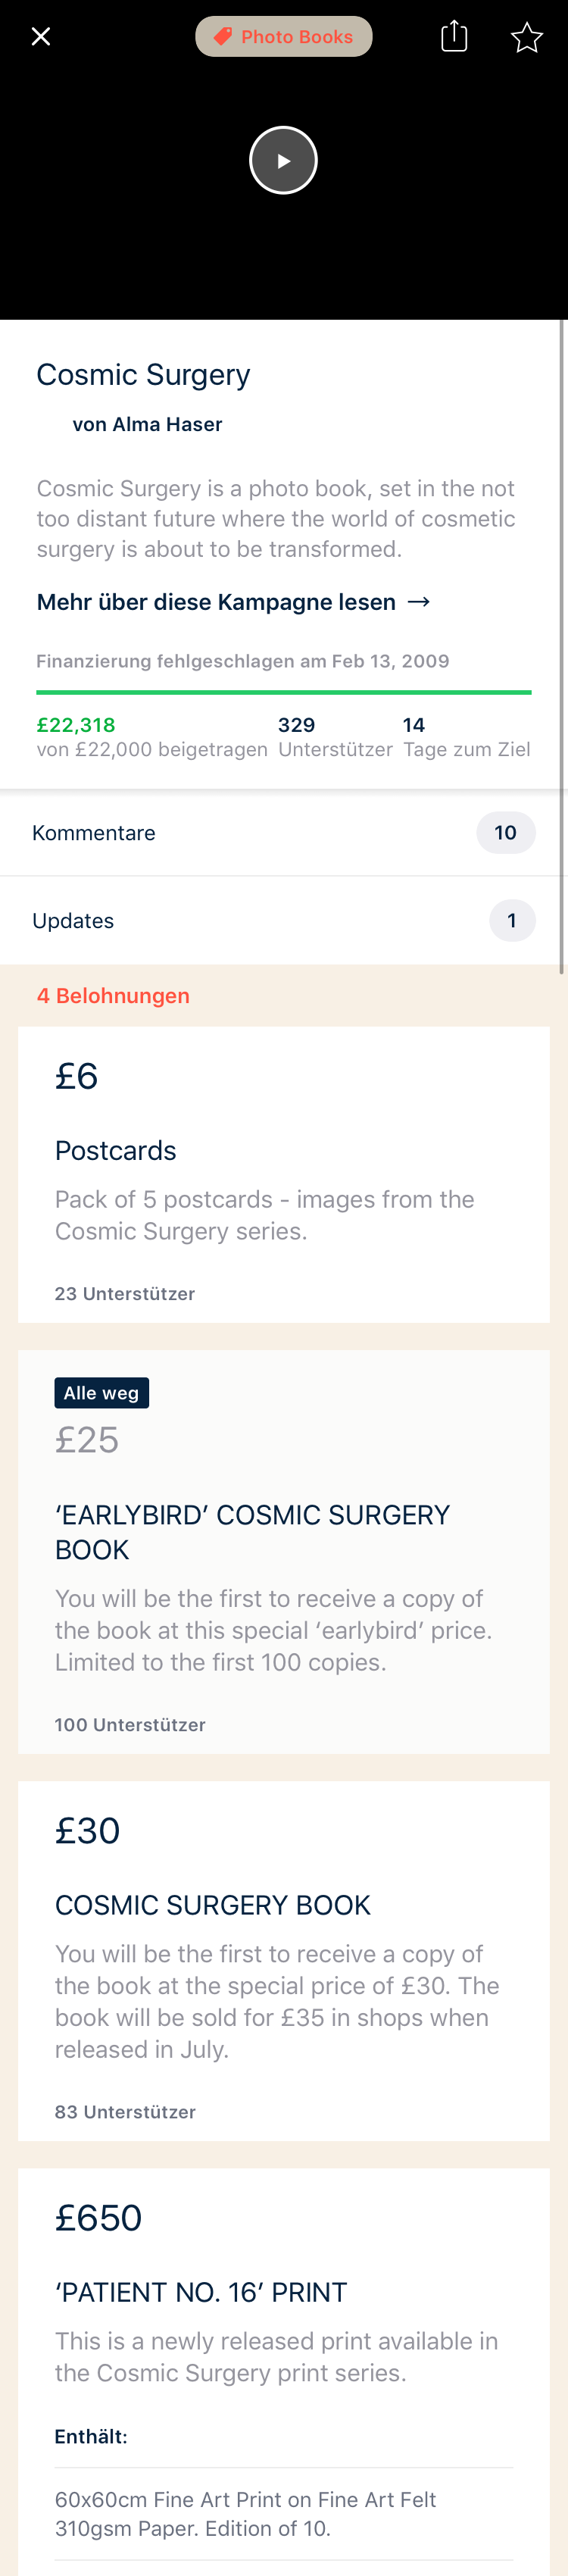 Photo Books
Cosmic Surgery
von Alma Haser
Cosmic Surgery is a photo book, set in the not
too distant future where the world of cosmetic
surgery is about to be transformed.
Mehr über diese Kampagne lesen →
Finanzierung fehlgeschlagen am Feb 13, 2009
£22,318 329 14
von £22,000 beigetragen Unterstützer Tage zum Ziel
Kommentare 10
Updates 1
4 Belohnungen
£6
Postcards
Pack of 5 postcards - images from the
Cosmic Surgery series.
23 Unterstützer
Alle weg
£25
‘EARLYBIRD’ COSMIC SURGERY
BOOK
You will be the first to receive a copy of
the book at this special ‘earlybird’ price.
Limited to the first 100 copies.
100 Unterstützer
£30
COSMIC SURGERY BOOK
You will be the first to receive a copy of
the book at the special price of £30. The
book will be sold for £35 in shops when
released in July.
83 Unterstützer
£650
‘PATIENT NO. 16’ PRINT
This is a newly released print available in
the Cosmic Surgery print series.
Enthält:
60x60cm Fine Art Print on Fine Art Felt
310gsm Paper. Edition of 10.